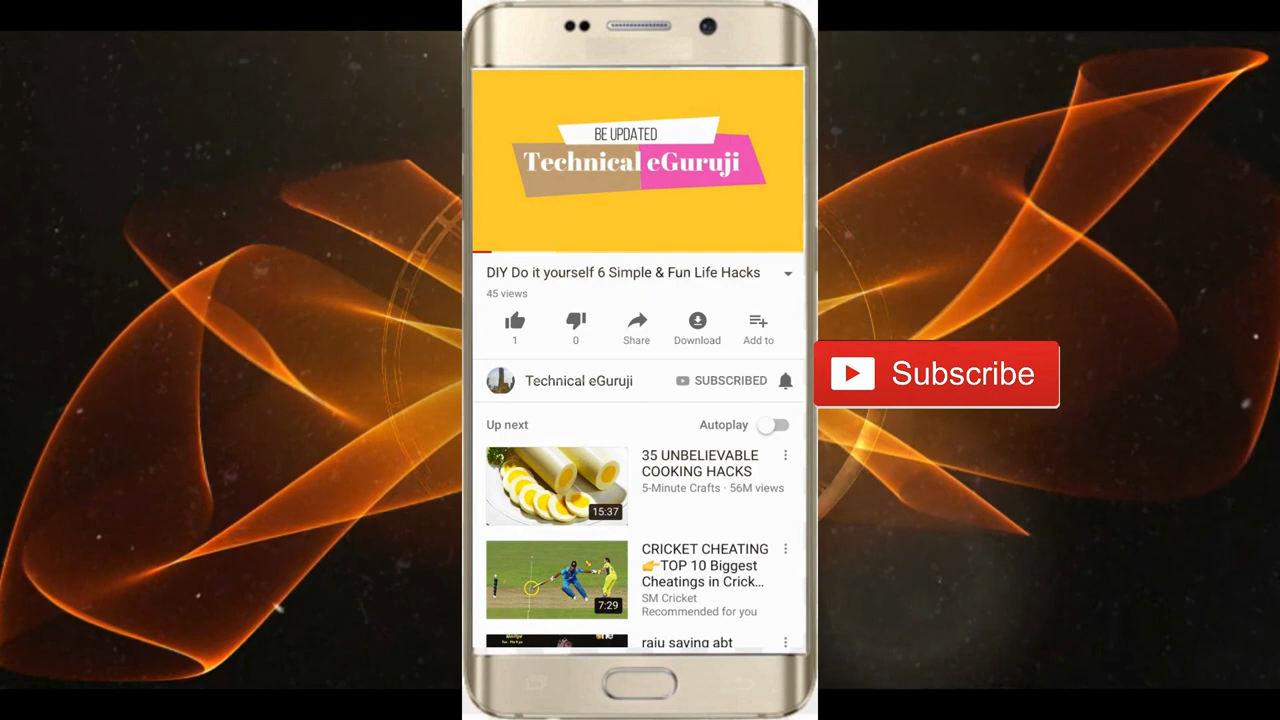 BE UPDATED
Technical eGuruji
DIY Do it yourself 6 Simple & Fun Life Hacks
45 views
1
0
Share
Download
Add to
Technical eGuruji
SUBSCRIBED
Subscribe
Up next
Autoplay
35 UNBELIEVABLE
COOKING HACKS
5-Minute Crafts · 56M views
15:37
CRICKET CHEATING
👉TOP 10 Biggest
Cheatings in Crick...
SM Cricket
Recommended for you
7:29
raju saying abt